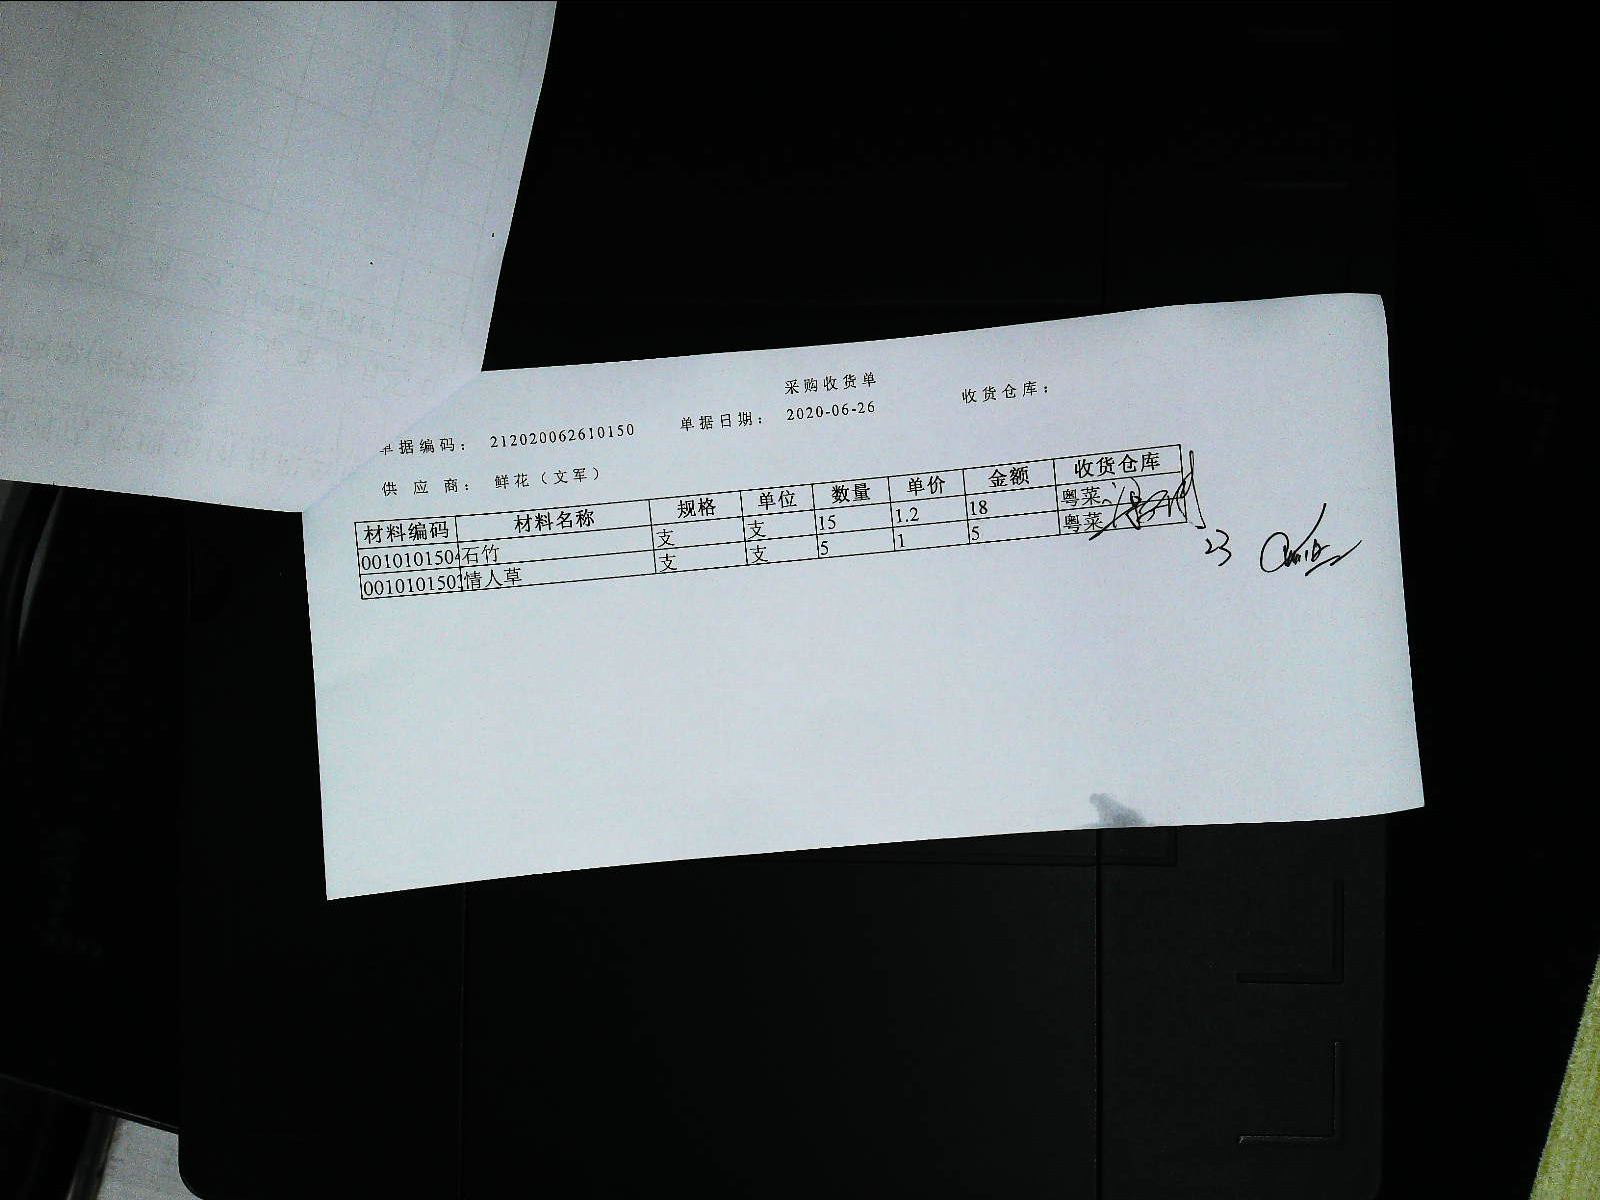 采购收货单
单据编码： 212020062610150 单据日期： 2020-06-26 收货仓库：
供应商： 鲜花（文军）
材料编码 材料名称 规格 单位 数量 单价 金额 收货仓库
001010150 石竹 支 支 15 1.2 18 粤菜
001010150 情人草 支 支 5 1 5 粤菜
23